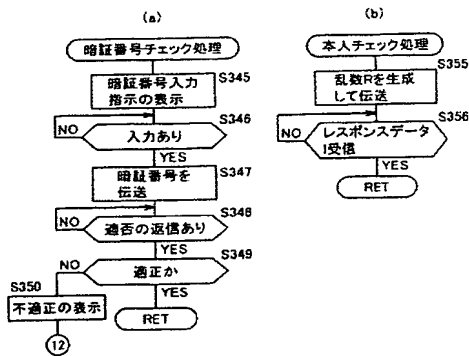 (a)
暗証番号チェック処理
S345
暗証番号入力
指示の表示
S346
NO
入力あり
YES
S347
暗証番号を
伝送
S348
NO
適否の返信あり
YES
S349
NO
適正か
YES
S350
不適正の表示
RET
12
(b)
本人チェック処理
S355
乱数Rを生成
して伝送
S356
NO
レスポンスデータ
I受信
YES
RET